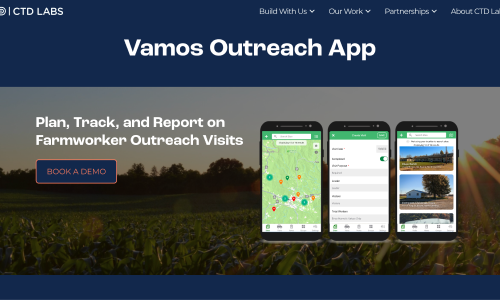 CTD LABS
Build With Us
Our Work
Partnerships
About CTD La
Vamos Outreach App
Plan, Track, and Report on
Farmworker Outreach Visits
BOOK A DEMO